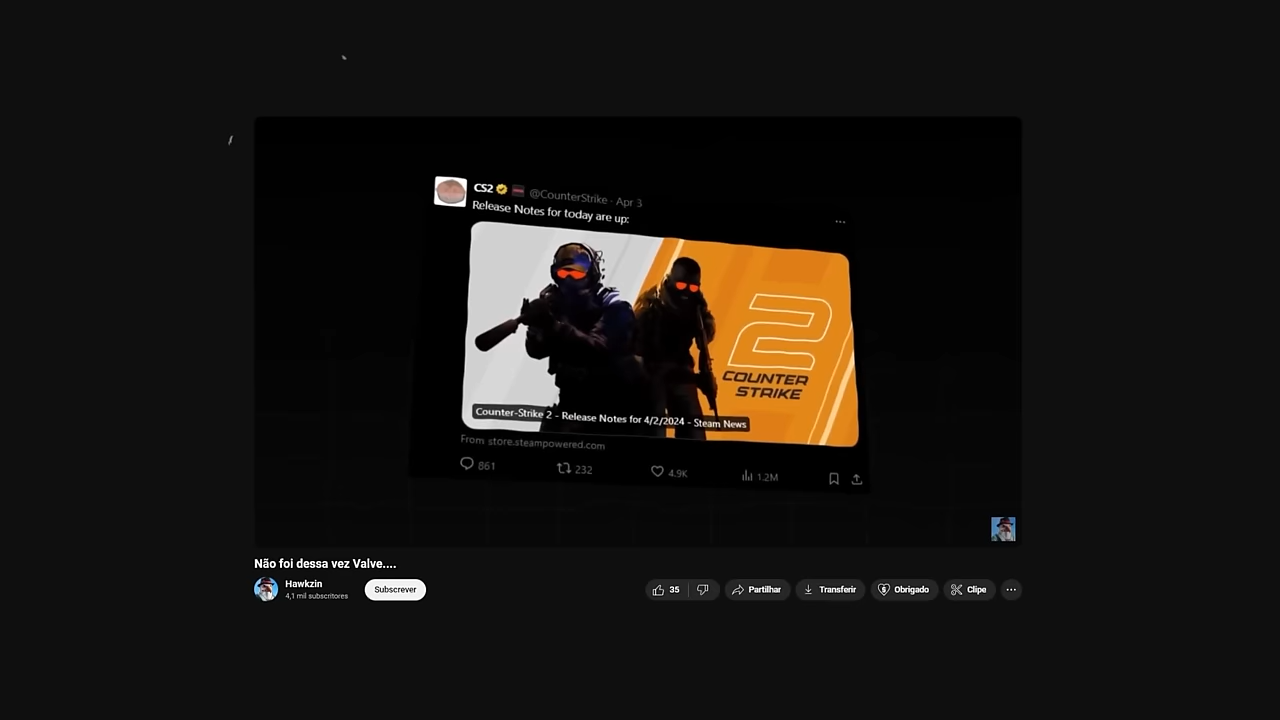 CS2 @CounterStrike · Apr 3
Release Notes for today are up:
2
COUNTER
STRIKE
Counter-Strike 2 - Release Notes for 4/2/2024 - Steam News
From store.steampowered.com
861 232 4.9K 1.2M
Não foi dessa vez Valve....
Hawkzin
4,1 mil subscritores
Subscrever
35 Partilhar Transferir Obrigado Clipe